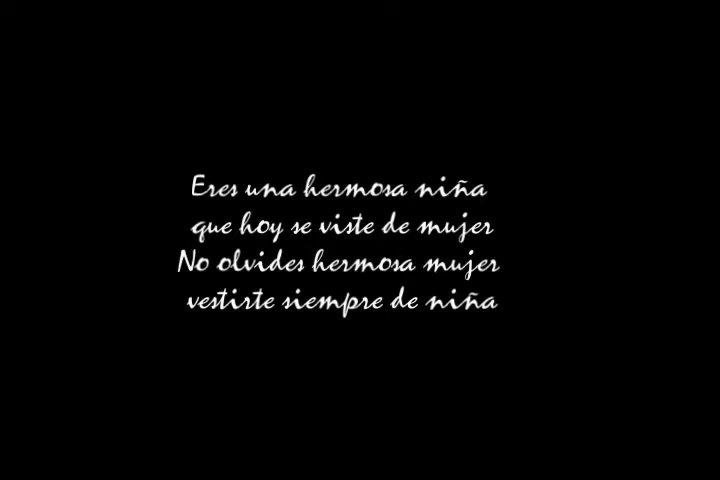 Eres una hermosa niña
que hoy se viste de mujer
No olvides hermosa mujer
vestirte siempre de niña